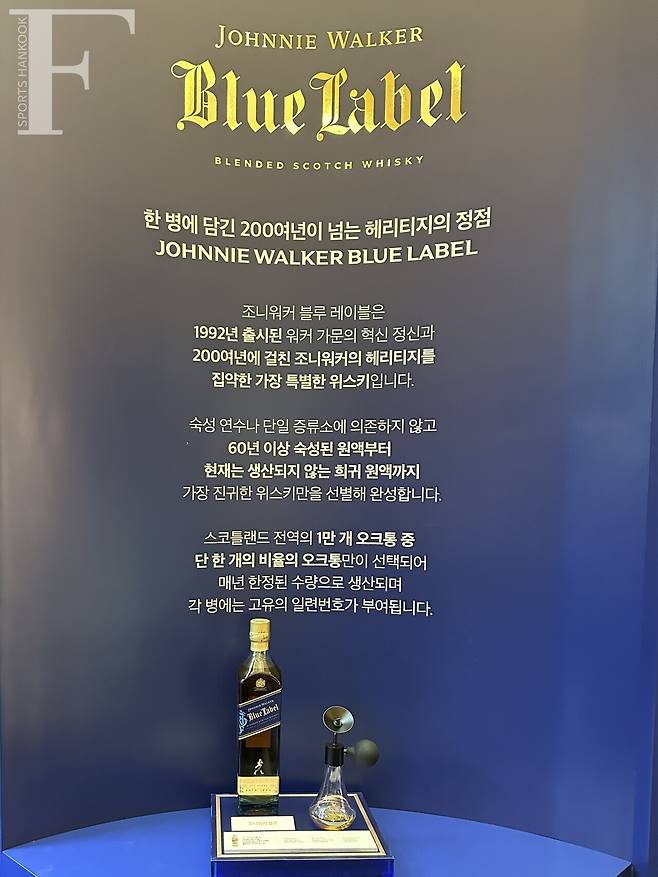 SPORTS HANKOOK
F
JOHNNIE WALKER
Blue Label
BLENDED SCOTCH WHISKY
한 병에 담긴 200여년이 넘는 헤리티지의 정점
JOHNNIE WALKER BLUE LABEL
조니워커 블루 레이블은
1992년 출시된 워커 가문의 혁신 정신과
200여년에 걸친 조니워커의 헤리티지를
집약한 가장 특별한 위스키입니다.
숙성 연수나 단일 증류소에 의존하지 않고
60년 이상 숙성된 원액부터
현재는 생산되지 않는 희귀 원액까지
가장 진귀한 위스키만을 선별해 완성합니다.
스코틀랜드 전역의 1만 개 오크통 중
단 한 개의 비율의 오크통만이 선택되어
매년 한정된 수량으로 생산되며
각 병에는 고유의 일련번호가 부여됩니다.
JOHNNIE WALKER
Blue Label
조니워커 블루